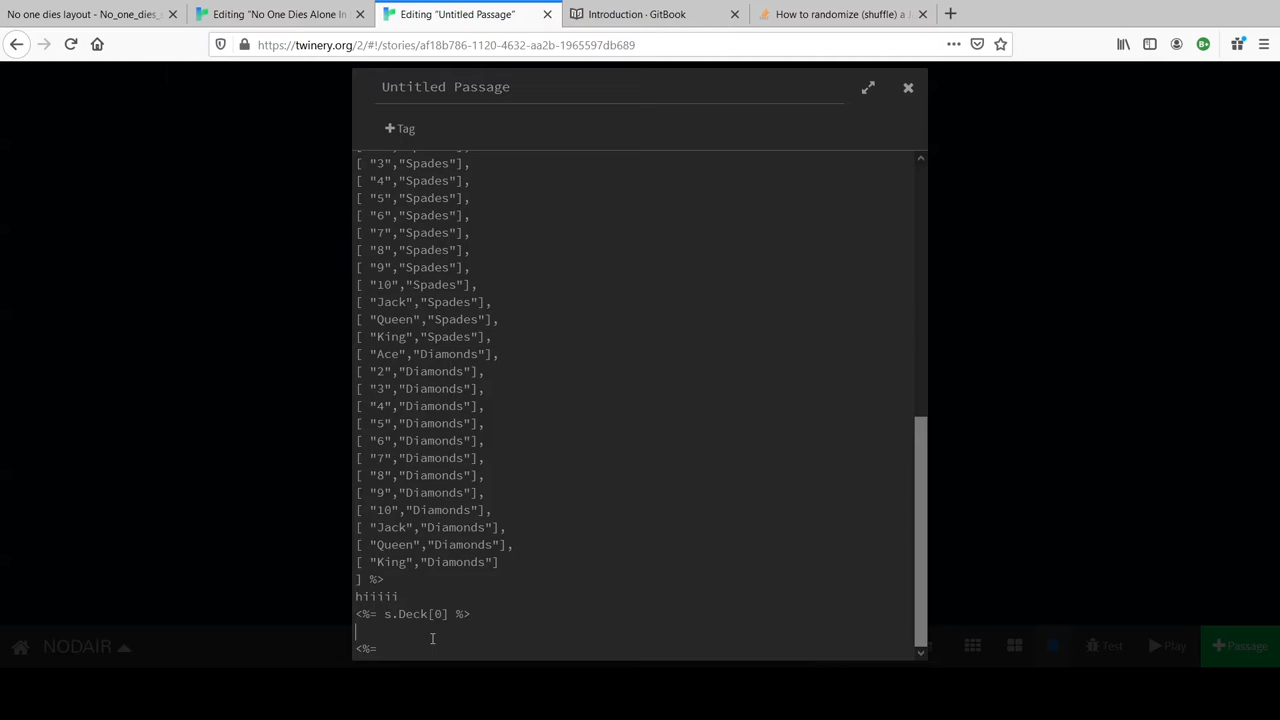 No one dies layout - No_one_dies_
Editing "No One Dies Alone In
Editing "Untitled Passage"
Introduction · GitBook
How to randomize (shuffle) a Ja
https://twinery.org/2/#!/stories/af18b786-1120-4632-aa2b-1965597db689
Untitled Passage
+ Tag
[ "3","Spades"],
[ "4","Spades"],
[ "5","Spades"],
[ "6","Spades"],
[ "7","Spades"],
[ "8","Spades"],
[ "9","Spades"],
[ "10","Spades"],
[ "Jack","Spades"],
[ "Queen","Spades"],
[ "King","Spades"],
[ "Ace","Diamonds"],
[ "2","Diamonds"],
[ "3","Diamonds"],
[ "4","Diamonds"],
[ "5","Diamonds"],
[ "6","Diamonds"],
[ "7","Diamonds"],
[ "8","Diamonds"],
[ "9","Diamonds"],
[ "10","Diamonds"],
[ "Jack","Diamonds"],
[ "Queen","Diamonds"],
[ "King","Diamonds"]
] %>
hiiiii
<%= s.Deck[0] %>
<%=
NODAIR
Test
Play
+ Passage